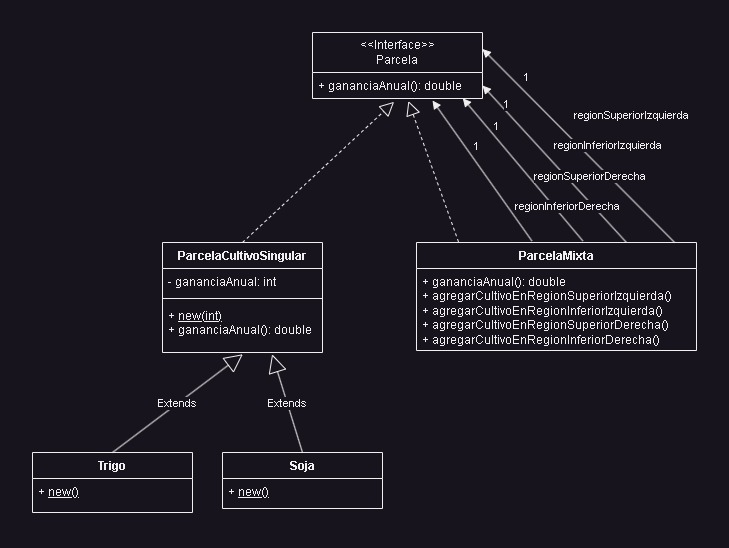 <<Interface>>
Parcela
+ gananciaAnual(): double
1
regionSuperiorIzquierda
1
regionInferiorIzquierda
1
regionSuperiorDerecha
1
regionInferiorDerecha
ParcelaCultivoSingular
- gananciaAnual: int
+ new(int)
+ gananciaAnual(): double
ParcelaMixta
+ gananciaAnual(): double
+ agregarCultivoEnRegionSuperiorIzquierda()
+ agregarCultivoEnRegionInferiorIzquierda()
+ agregarCultivoEnRegionSuperiorDerecha()
+ agregarCultivoEnRegionInferiorDerecha()
Extends
Extends
Trigo
+ new()
Soja
+ new()